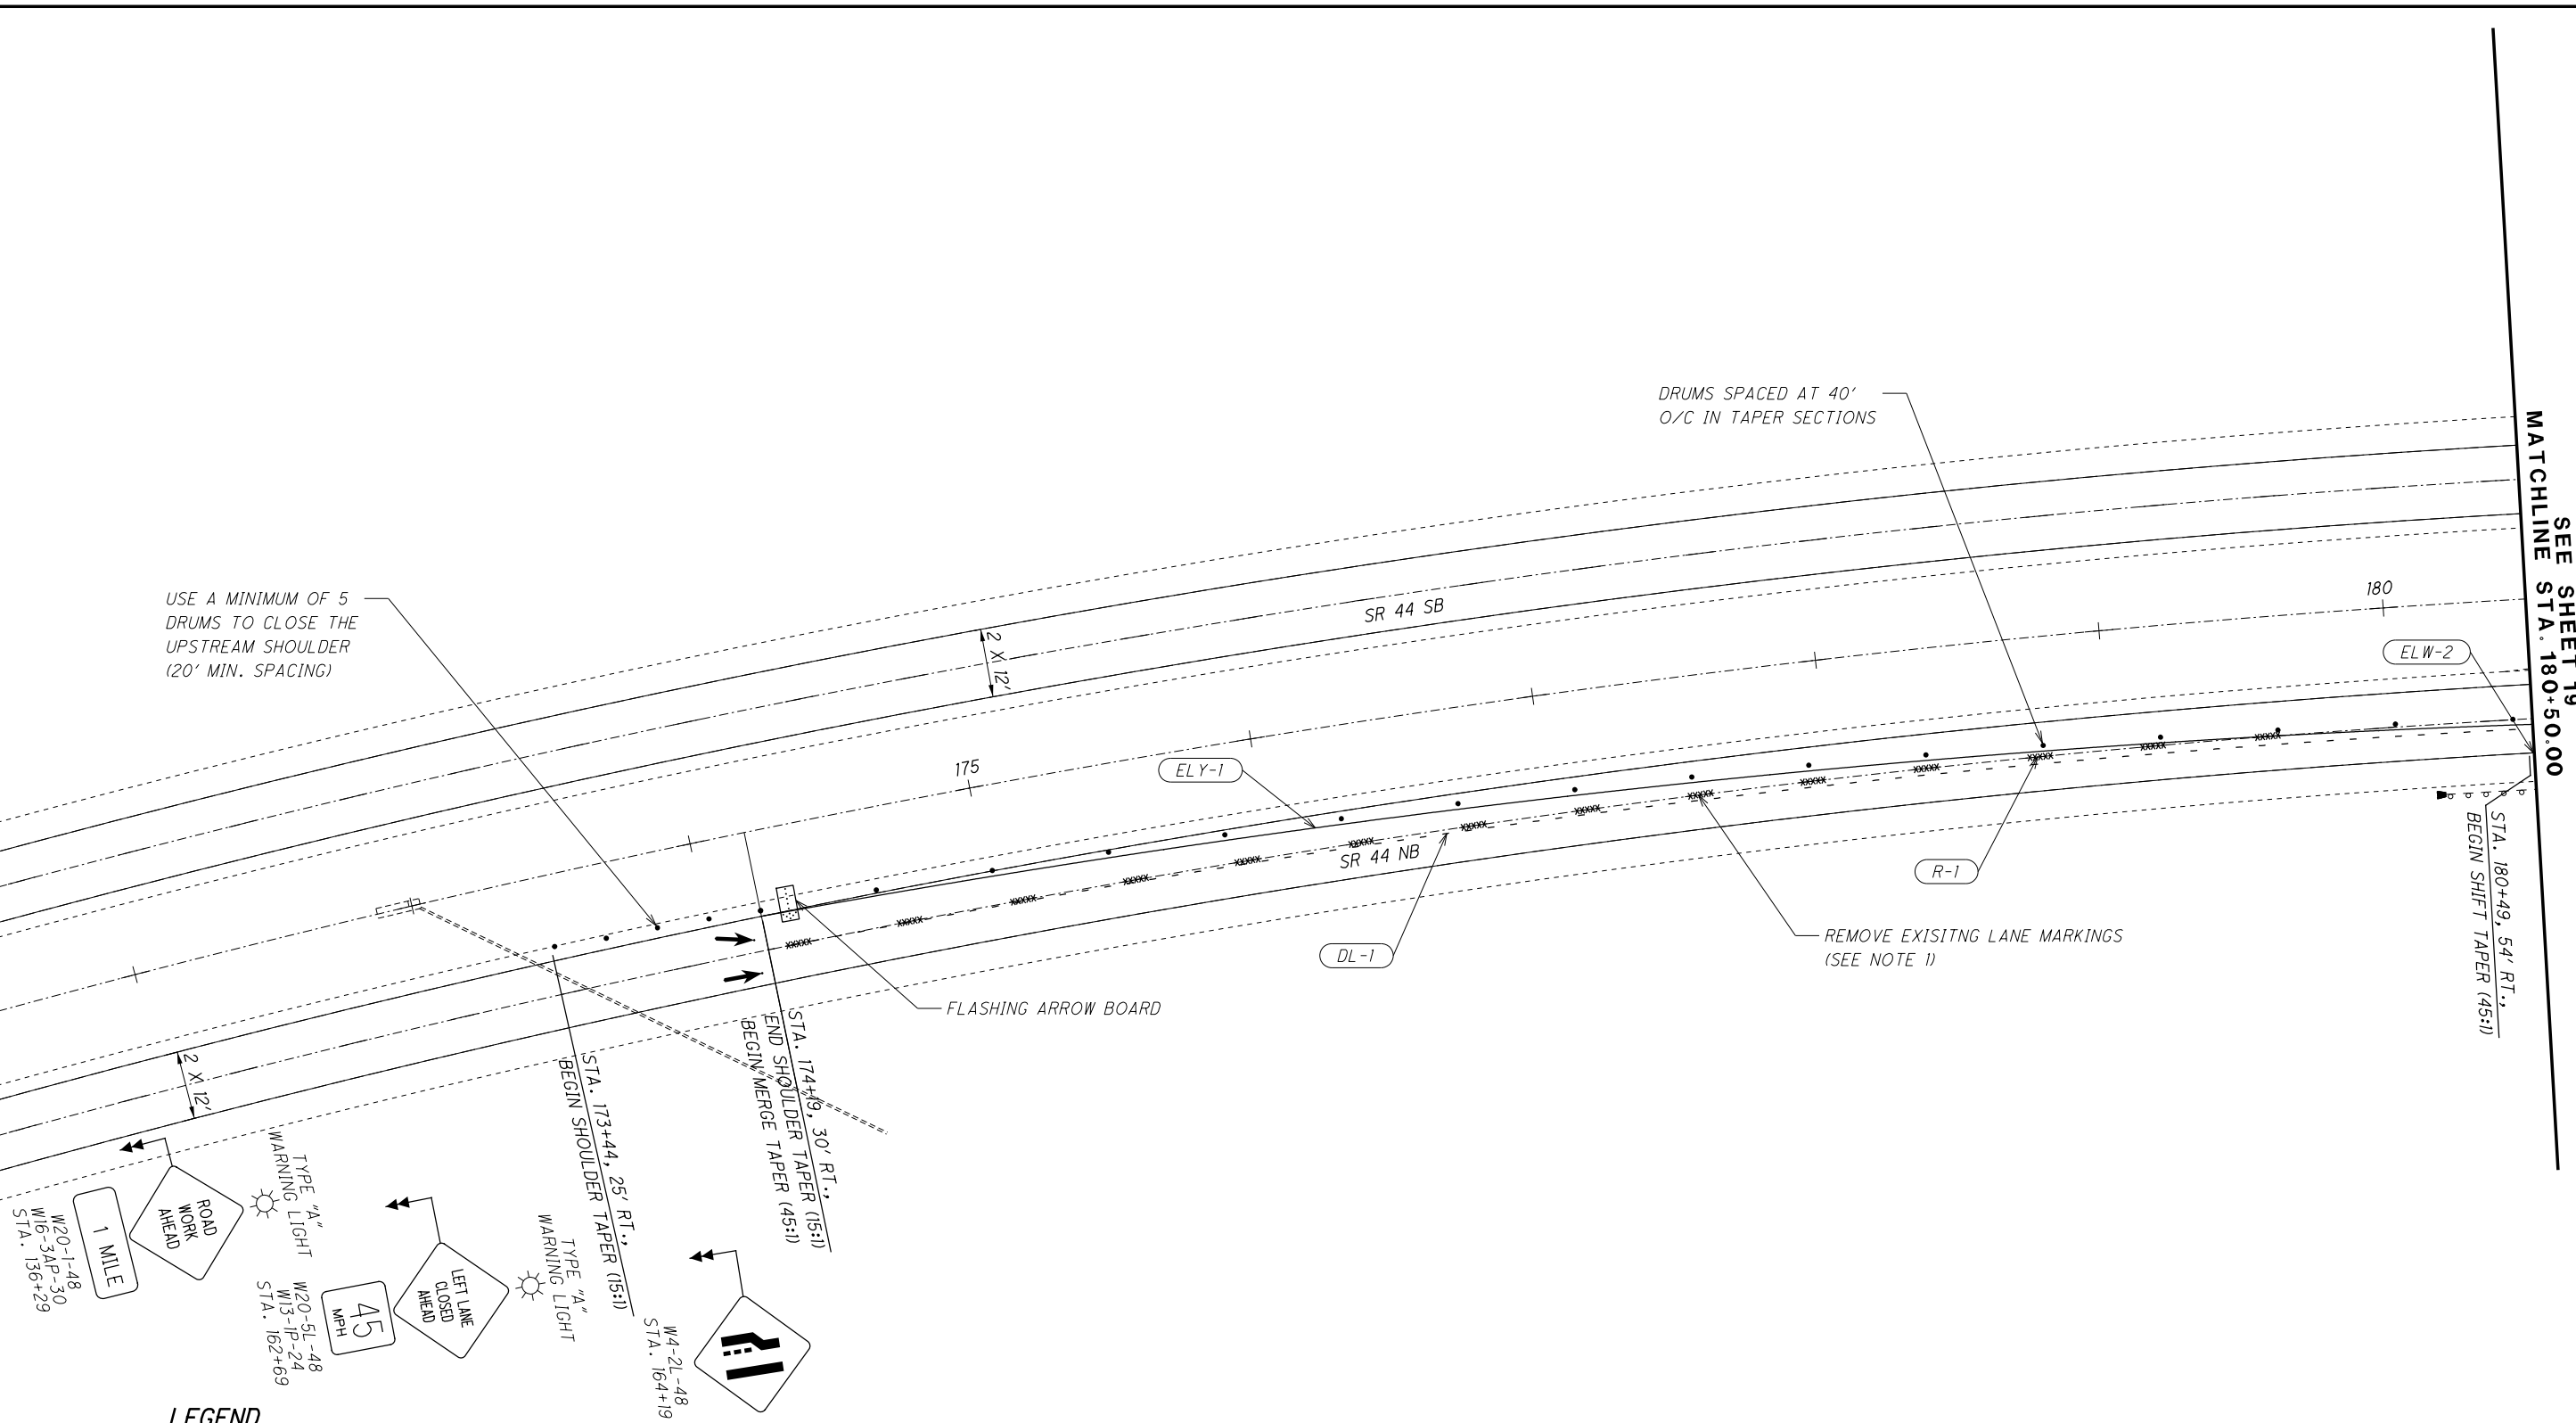 DRUMS SPACED AT 40'
O/C IN TAPER SECTIONS
SEE SHEET 19
MATCHLINE STA. 180+50.00
USE A MINIMUM OF 5
DRUMS TO CLOSE THE
UPSTREAM SHOULDER
(20' MIN. SPACING)
2 X 12'
SR 44 SB
180
ELW-2
175
ELY-1
SR 44 NB
R-1
DL-1
REMOVE EXISITNG LANE MARKINGS
(SEE NOTE 1)
FLASHING ARROW BOARD
STA. 180+49, 54' RT.,
BEGIN SHIFT TAPER (45:1)
STA. 174+19, 30' RT.,
END SHOULDER TAPER (15:1)
BEGIN MERGE TAPER (45:1)
STA. 173+44, 25' RT.,
BEGIN SHOULDER TAPER (15:1)
2 X 12'
TYPE "A"
WARNING LIGHT
ROAD
WORK
AHEAD
1 MILE
W20-1-48
W16-3AP-30
STA. 136+29
TYPE "A"
WARNING LIGHT
LEFT LANE
CLOSED
AHEAD
45
MPH
W20-5L-48
W13-1P-24
STA. 162+69
W4-2L-48
STA. 164+19
LEGEND